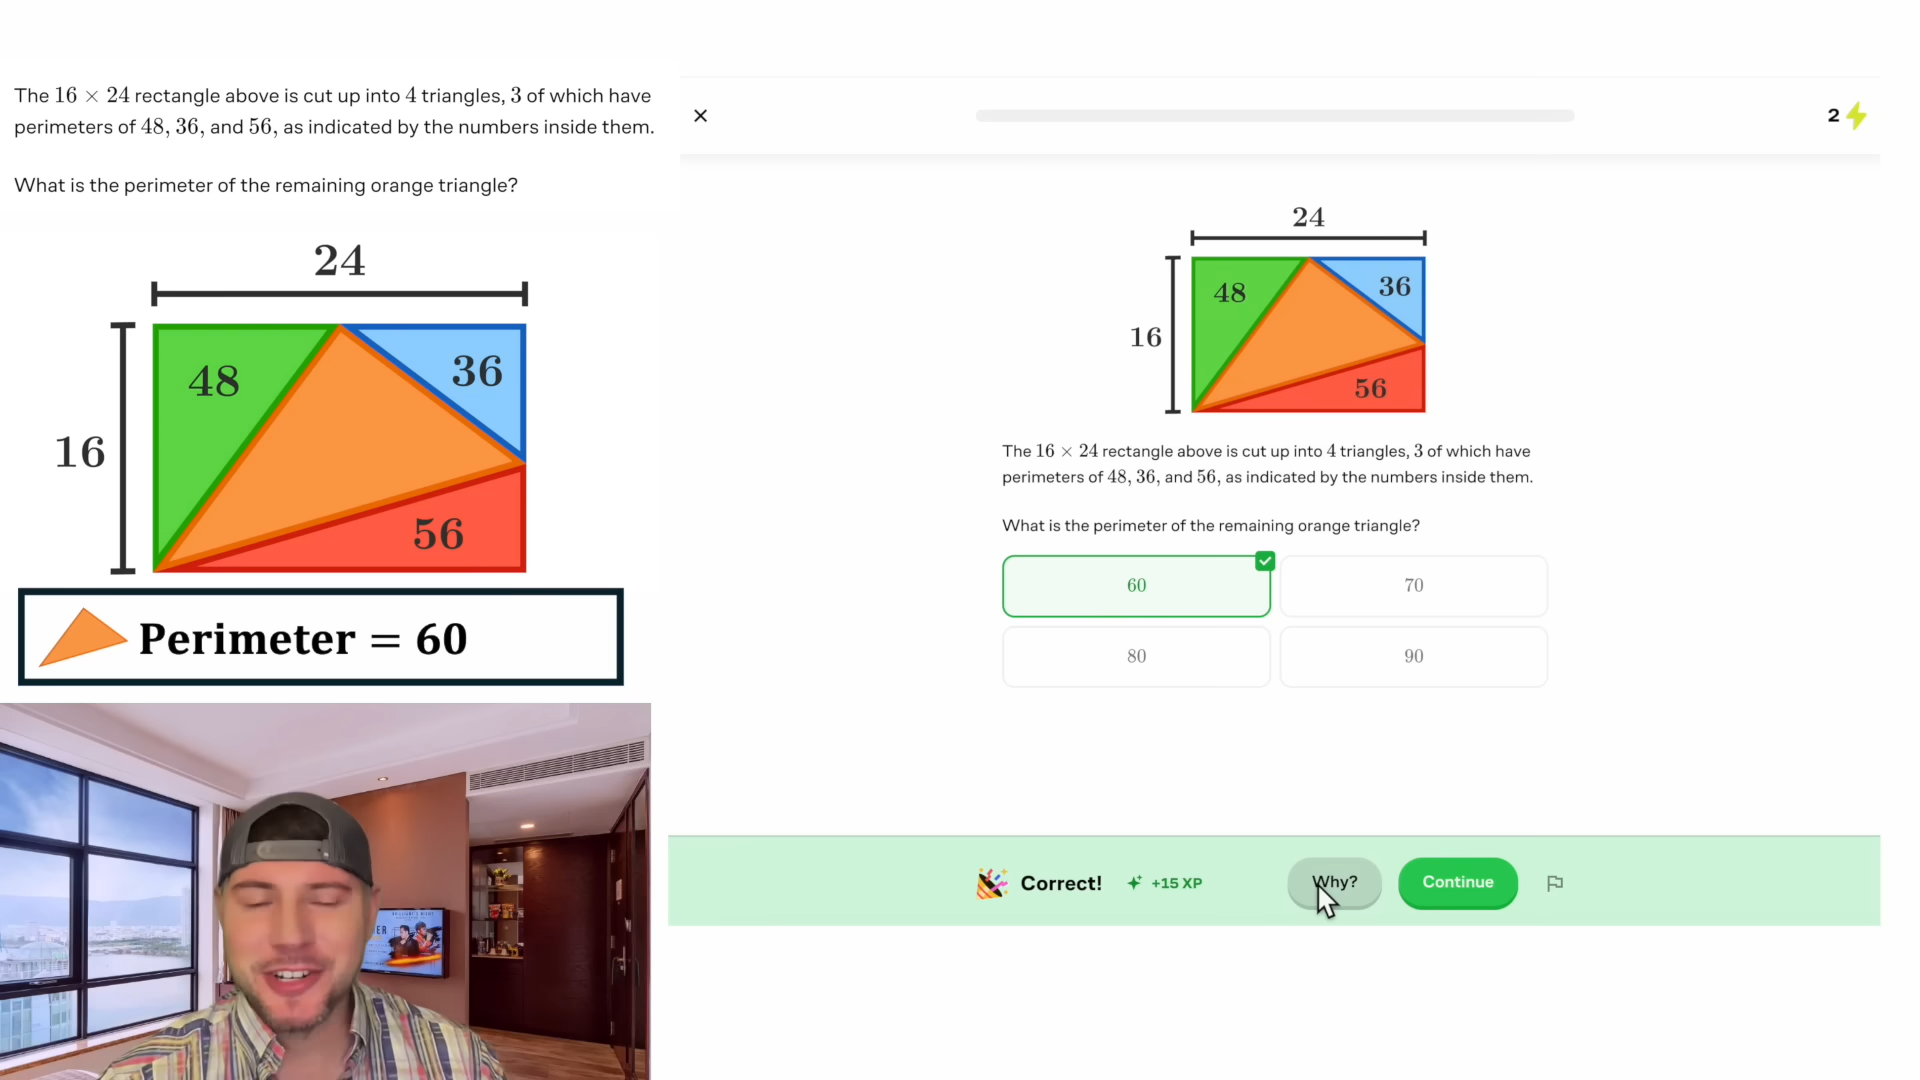 The 16 × 24 rectangle above is cut up into 4 triangles, 3 of which have
perimeters of 48, 36, and 56, as indicated by the numbers inside them.
What is the perimeter of the remaining orange triangle?
24
16
48
36
56
Perimeter = 60
2
24
16
48
36
56
The 16 × 24 rectangle above is cut up into 4 triangles, 3 of which have
perimeters of 48, 36, and 56, as indicated by the numbers inside them.
What is the perimeter of the remaining orange triangle?
60
70
80
90
Correct!
+15 XP
Why?
Continue